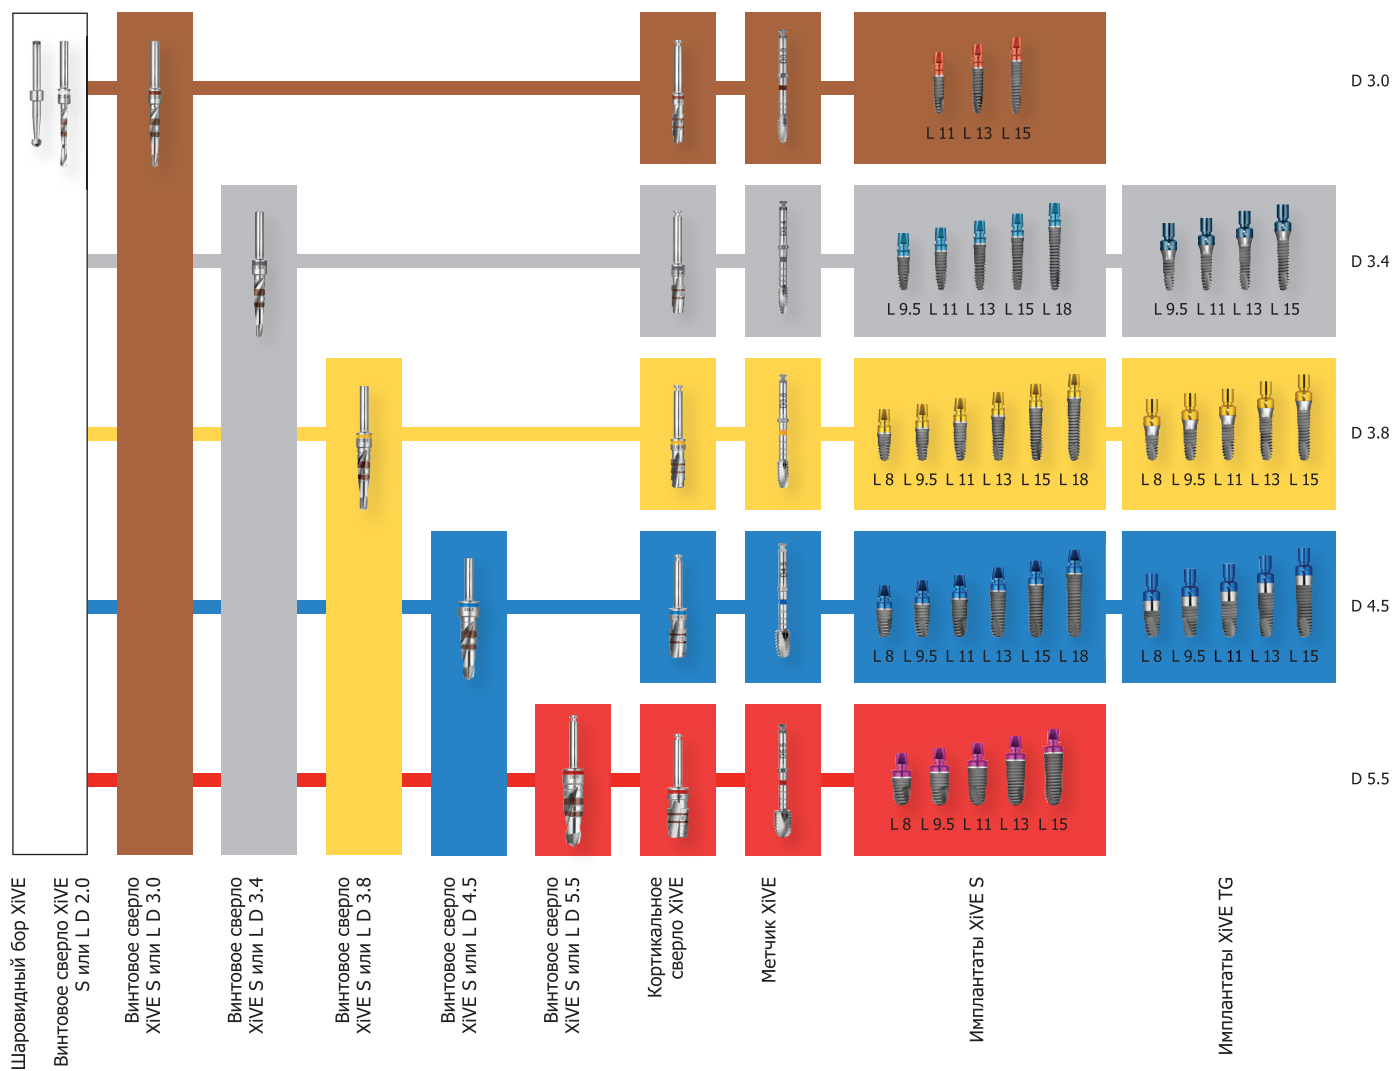 D 3.0
L 11 L 13 L 15
D 3.4
L 9.5 L 11 L 13 L 15 L 18
L 9.5 L 11 L 13 L 15
D 3.8
L 8 L 9.5 L 11 L 13 L 15 L 18
L 8 L 9.5 L 11 L 13 L 15
D 4.5
L 8 L 9.5 L 11 L 13 L 15 L 18
L 8 L 9.5 L 11 L 13 L 15
D 5.5
L 8 L 9.5 L 11 L 13 L 15
Шаровидный бор XiVE
Винтовое сверло XiVE
S или L D 2.0
Винтовое сверло
XiVE S или L D 3.0
Винтовое сверло
XiVE S или L D 3.4
Винтовое сверло
XiVE S или L D 3.8
Винтовое сверло
XiVE S или L D 4.5
Винтовое сверло
XiVE S или L D 5.5
Кортикальное
сверло XiVE
Метчик XiVE
Имплантаты XiVE S
Имплантаты XiVE TG